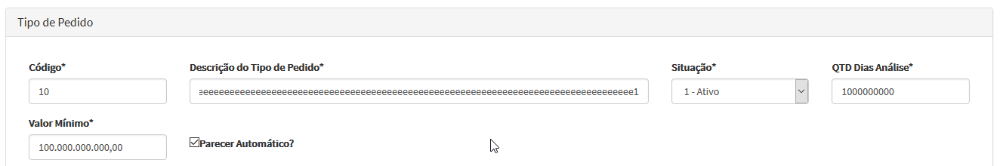 Tipo de Pedido
Código* Descrição do Tipo de Pedido* Situação* QTD Dias Análise*
10 eeeeeeeeeeeeeeeeeeeeeeeeeeeeeeeeeeeeeeeeeeeeeeeeeeeeeeeeeeeeeeeeeeeeeeeeeeeeeeeeeeee1 1 - Ativo 1000000000
Valor Mínimo*
100.000.000.000,00 Parecer Automático?